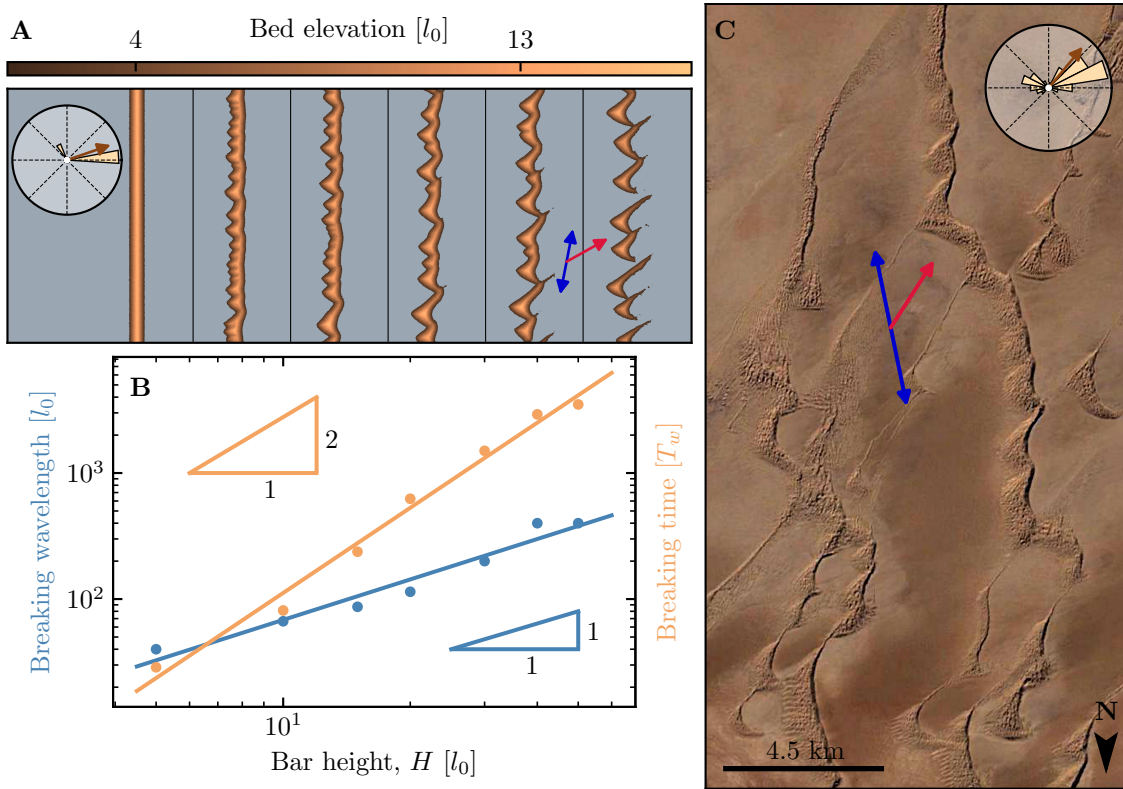 A
Bed elevation [l₀]
4
13
B
Breaking wavelength [l₀]
10³
10²
2
1
1
1
10¹
Bar height, H [l₀]
Breaking time [T_w]
C
N
4.5 km